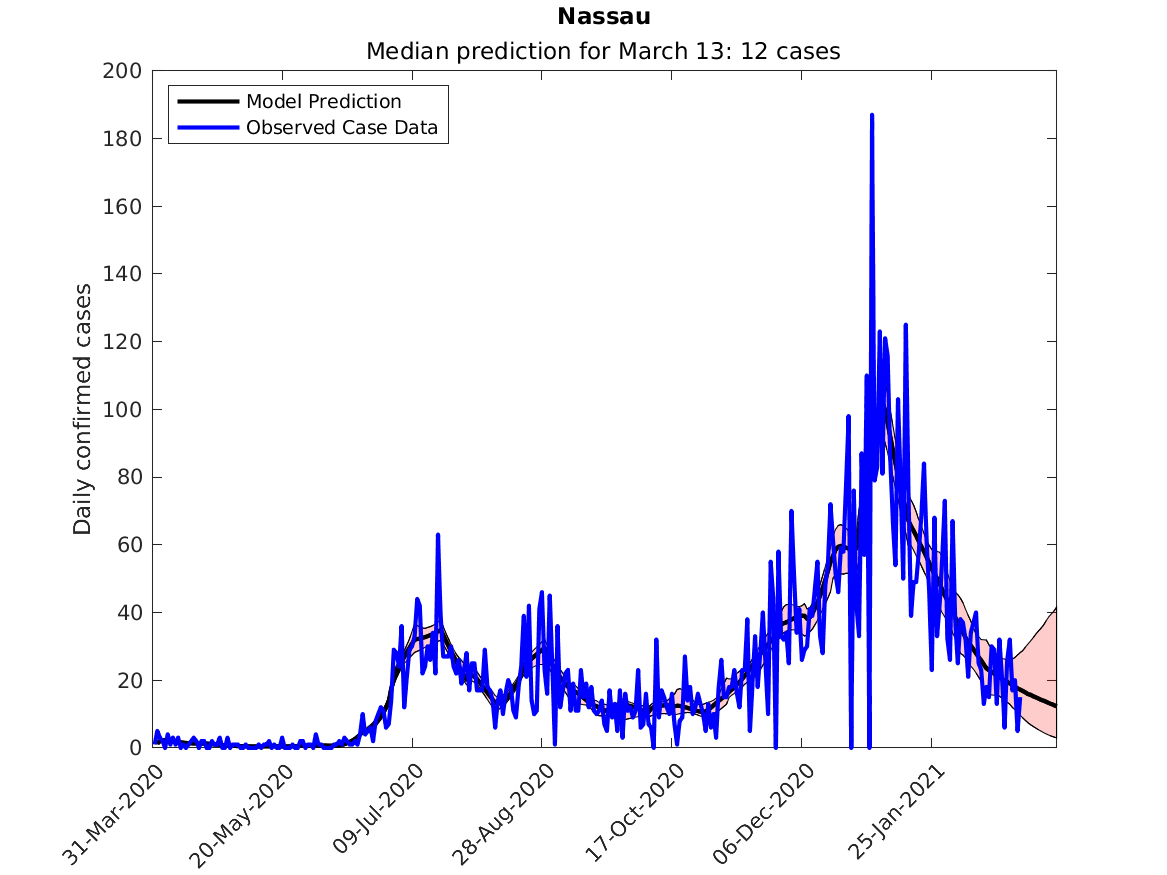 Nassau
Median prediction for March 13: 12 cases
Model Prediction
Observed Case Data
Daily confirmed cases
200
180
160
140
120
100
80
60
40
20
0
31-Mar-2020
20-May-2020
09-Jul-2020
28-Aug-2020
17-Oct-2020
06-Dec-2020
25-Jan-2021